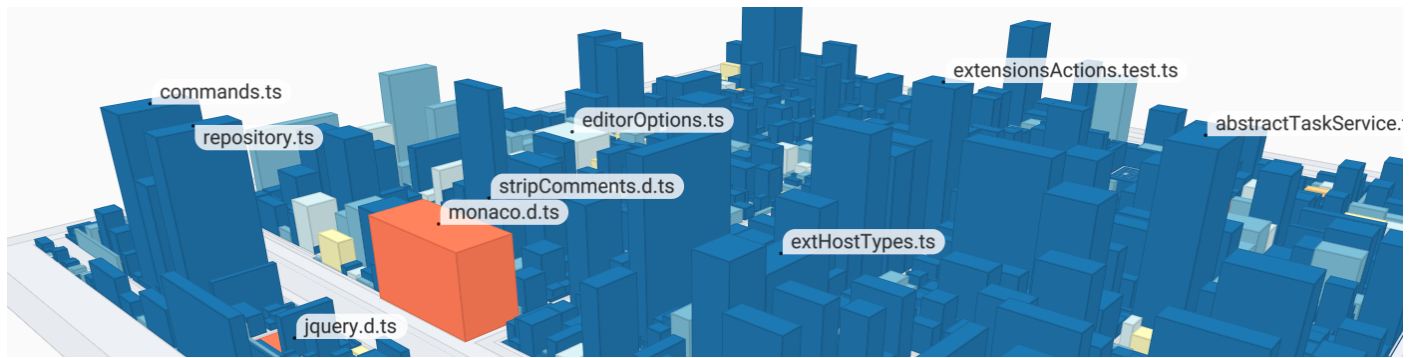 commands.ts
extensionsActions.test.ts
editorOptions.ts
abstractTaskService.t
repository.ts
stripComments.d.ts
monaco.d.ts
extHostTypes.ts
jquery.d.ts